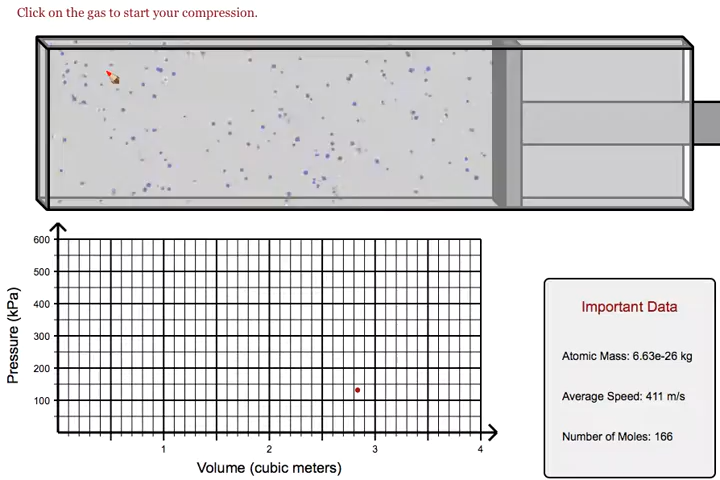 Click on the gas to start your compression.
600
500
400
300
200
100
Pressure (kPa)
1 2 3 4
Volume (cubic meters)
Important Data
Atomic Mass: 6.63e-26 kg
Average Speed: 411 m/s
Number of Moles: 166